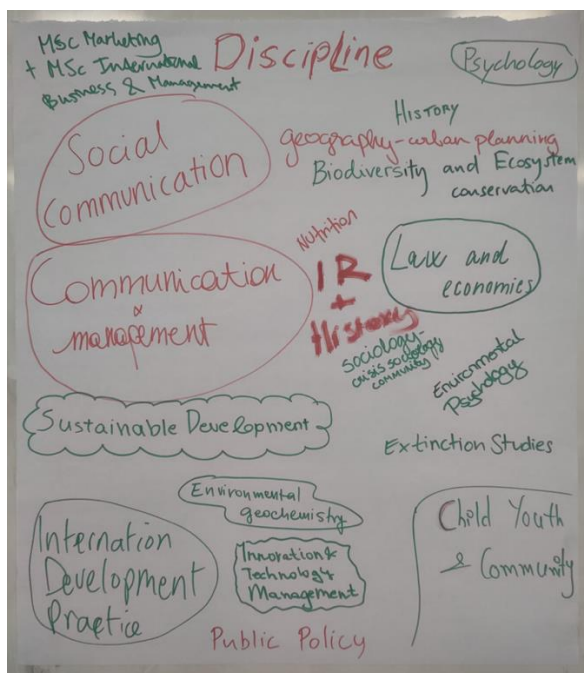 MSc Marketing
+ MSc International
Business & Management
Discipline
Psychology
Social
Communication
History
geography-urban planning
Biodiversity and Ecosystem
conservation
Communication
&
management
Nutrition
IR
+
History
Law and
economics
Sociology-
crisis sociology
community
Environmental
Psychology
Sustainable Development
Extinction Studies
Environmental
geochemistry
Internation
Development
Practice
Innovation &
Technology
Management
Child Youth
& Community
Public Policy